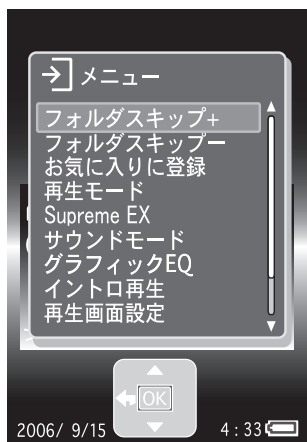 メニュー
フォルダスキップ+
フォルダスキップー
お気に入りに登録
再生モード
Supreme EX
サウンドモード
グラフィックEQ
イントロ再生
再生画面設定
OK
2006/ 9/15 4:33